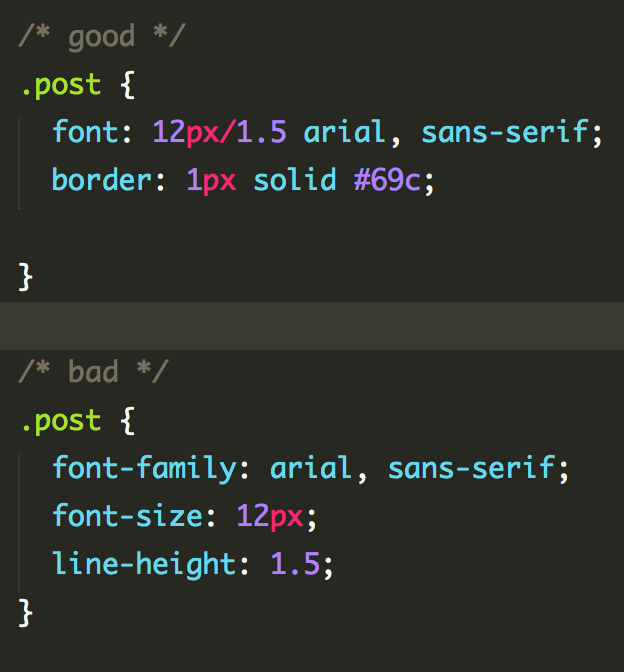 /* good */
.post {
font: 12px/1.5 arial, sans-serif;
border: 1px solid #69c;
}
/* bad */
.post {
font-family: arial, sans-serif;
font-size: 12px;
line-height: 1.5;
}